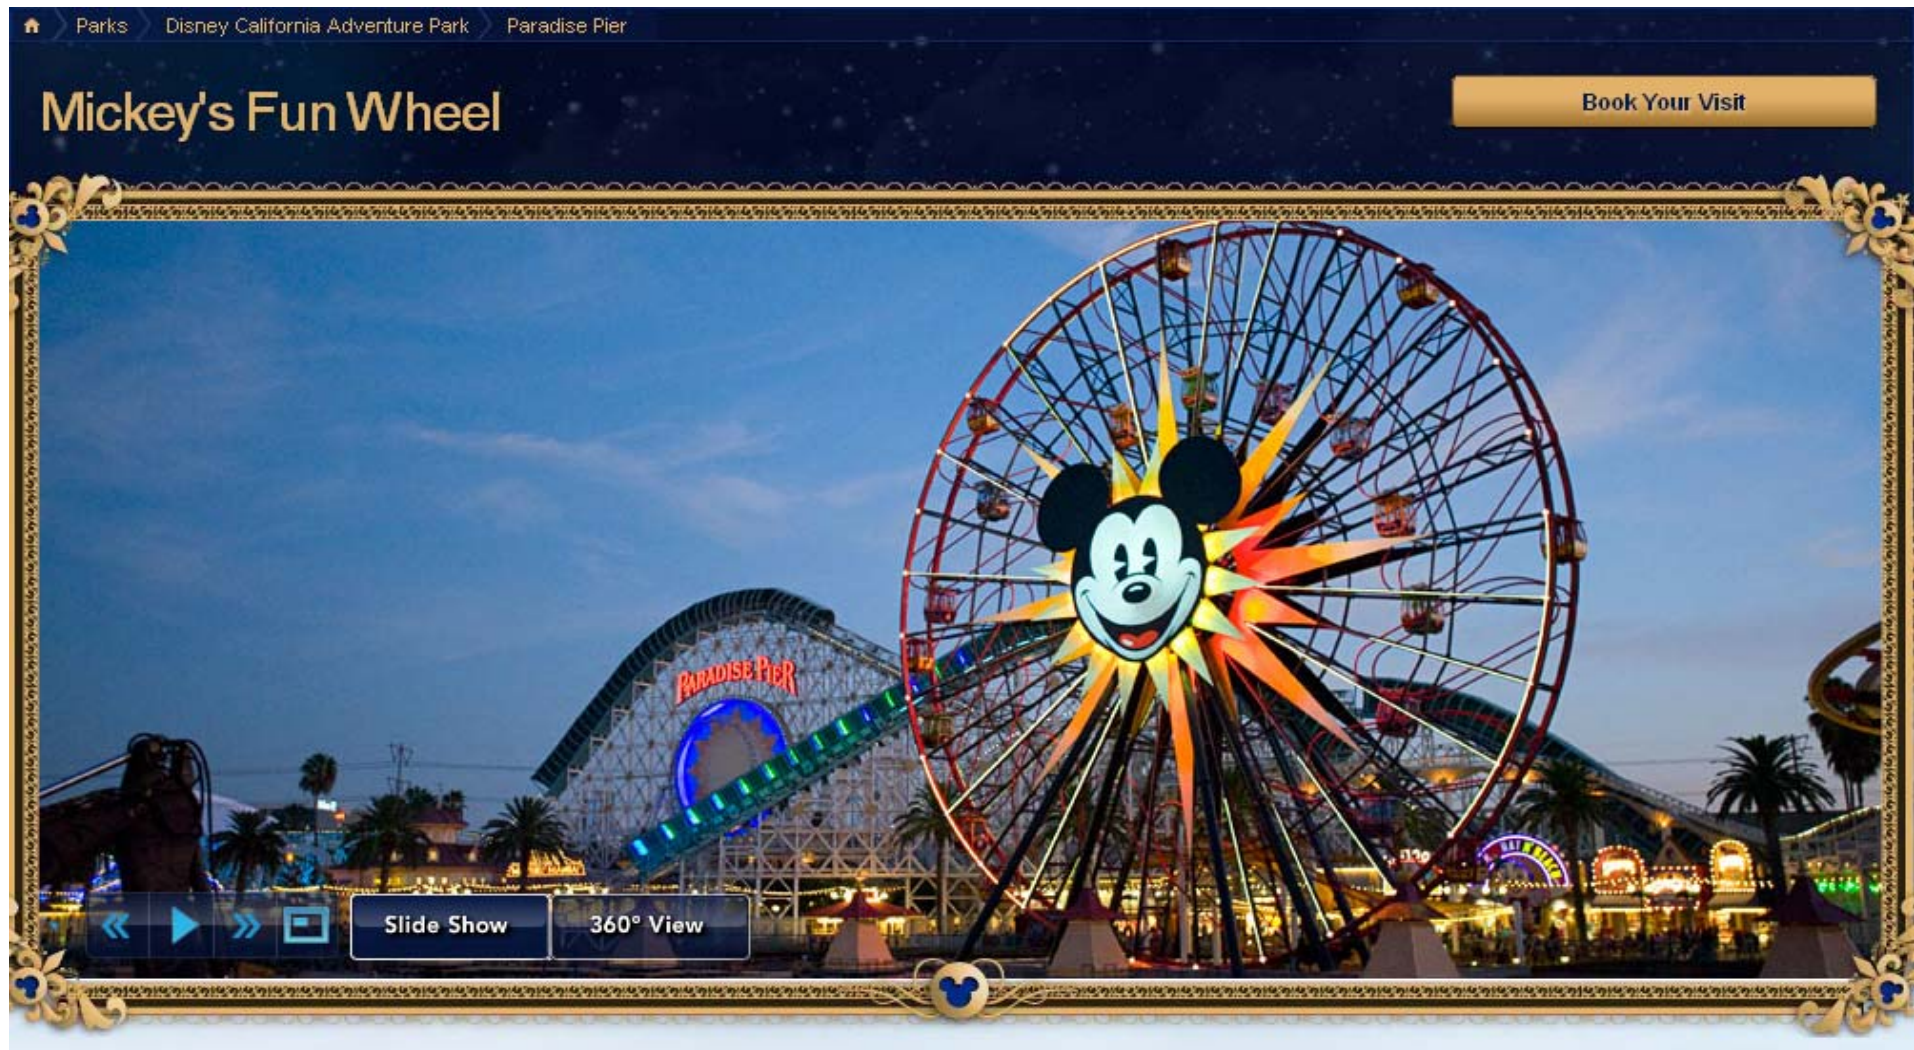 Parks Disney California Adventure Park Paradise Pier
Mickey's Fun Wheel
Book Your Visit
PARADISE PIER
Slide Show
360° View